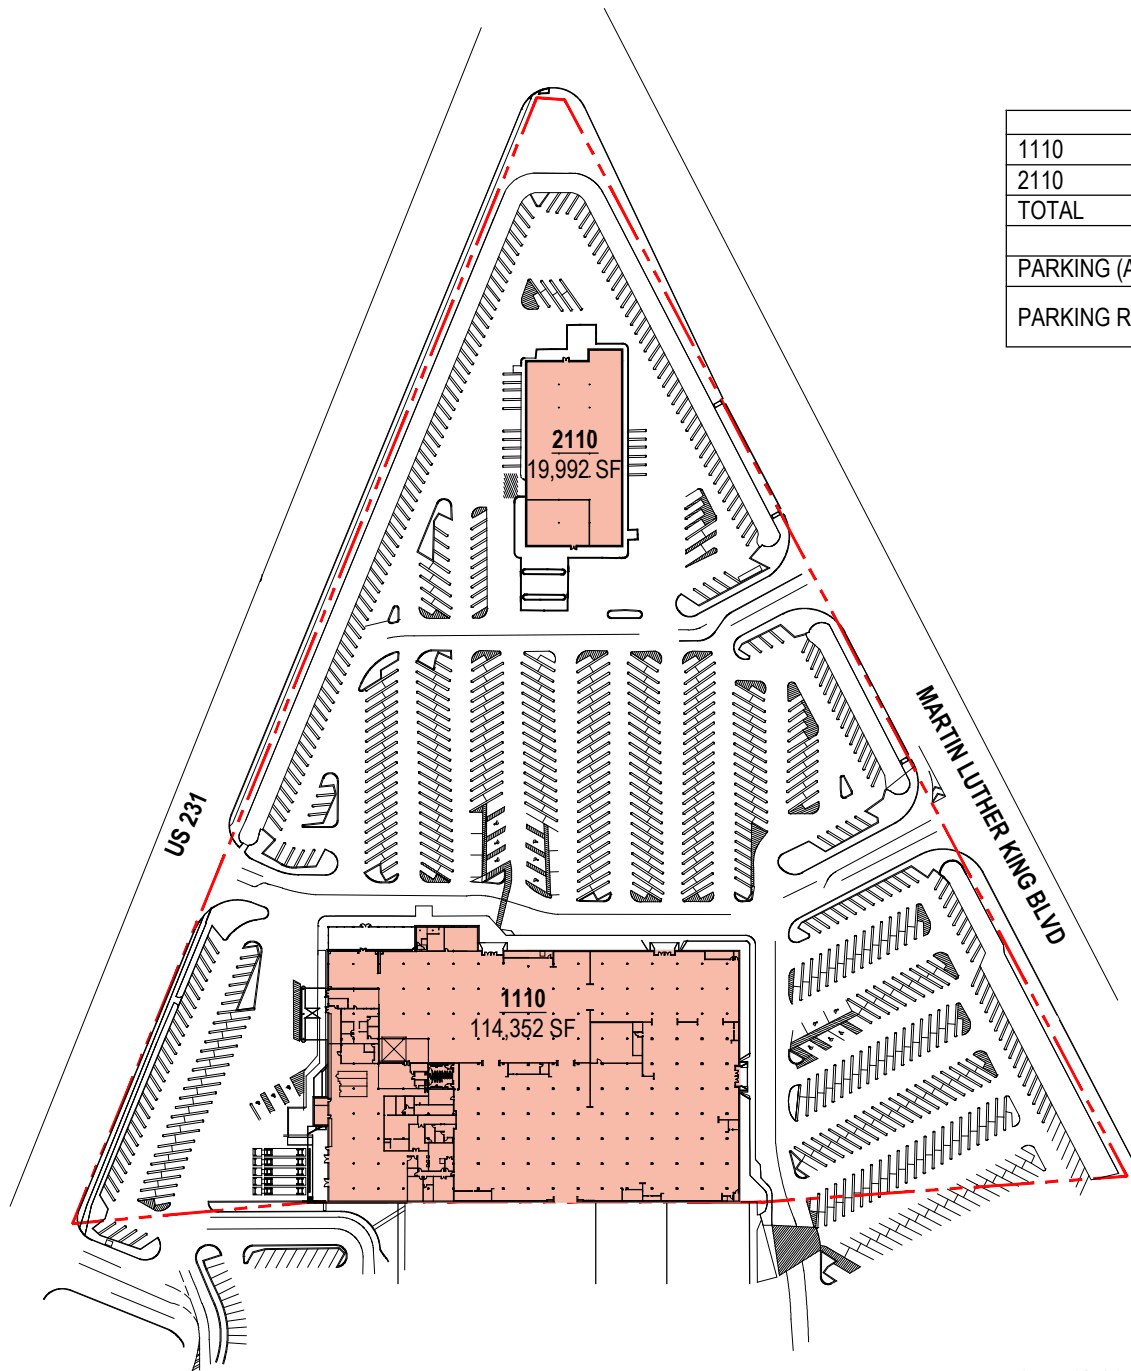 1110
2110
TOTAL
PARKING (A
PARKING R
2110
19,992 SF
US 231
MARTIN LUTHER KING BLVD
1110
114,352 SF